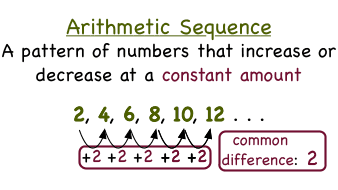 Arithmetic Sequence
A pattern of numbers that increase or
decrease at a constant amount
2, 4, 6, 8, 10, 12 . . .
+2 +2 +2 +2 +2
common
difference: 2